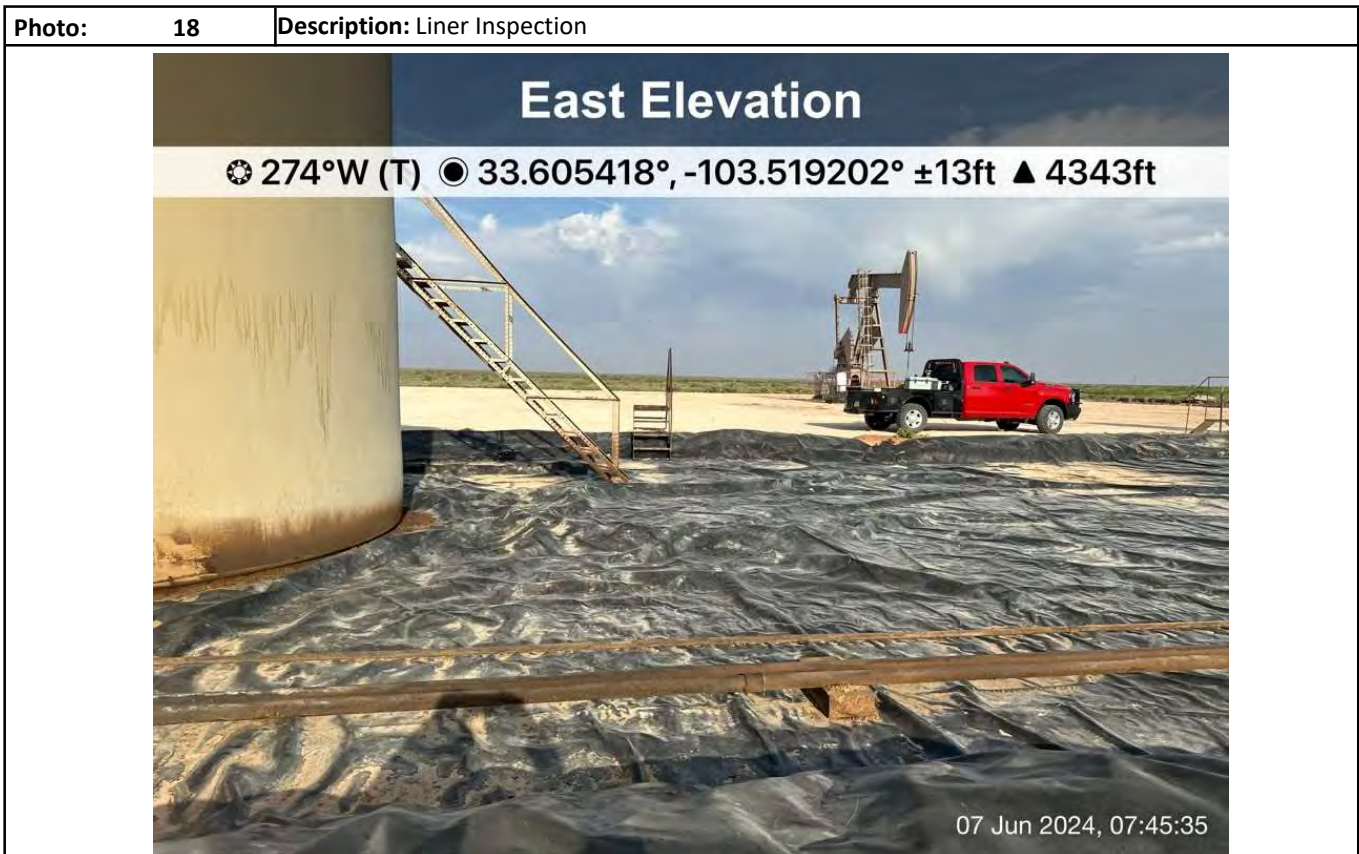 Photo: 18 Description: Liner Inspection
East Elevation
274°W (T) 33.605418°, -103.519202° ±13ft ▲ 4343ft
07 Jun 2024, 07:45:35